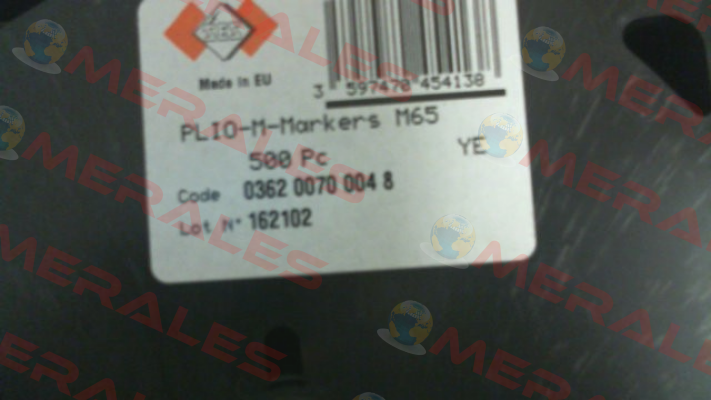 Made in EU
3 597470 454138
PLIO-M-Markers M65
500 Pc YE
Code 0362 0070 004 8
Lot N° 162102
MERALES
MERALES
MERALES
MERALES
MERALES
MERALES